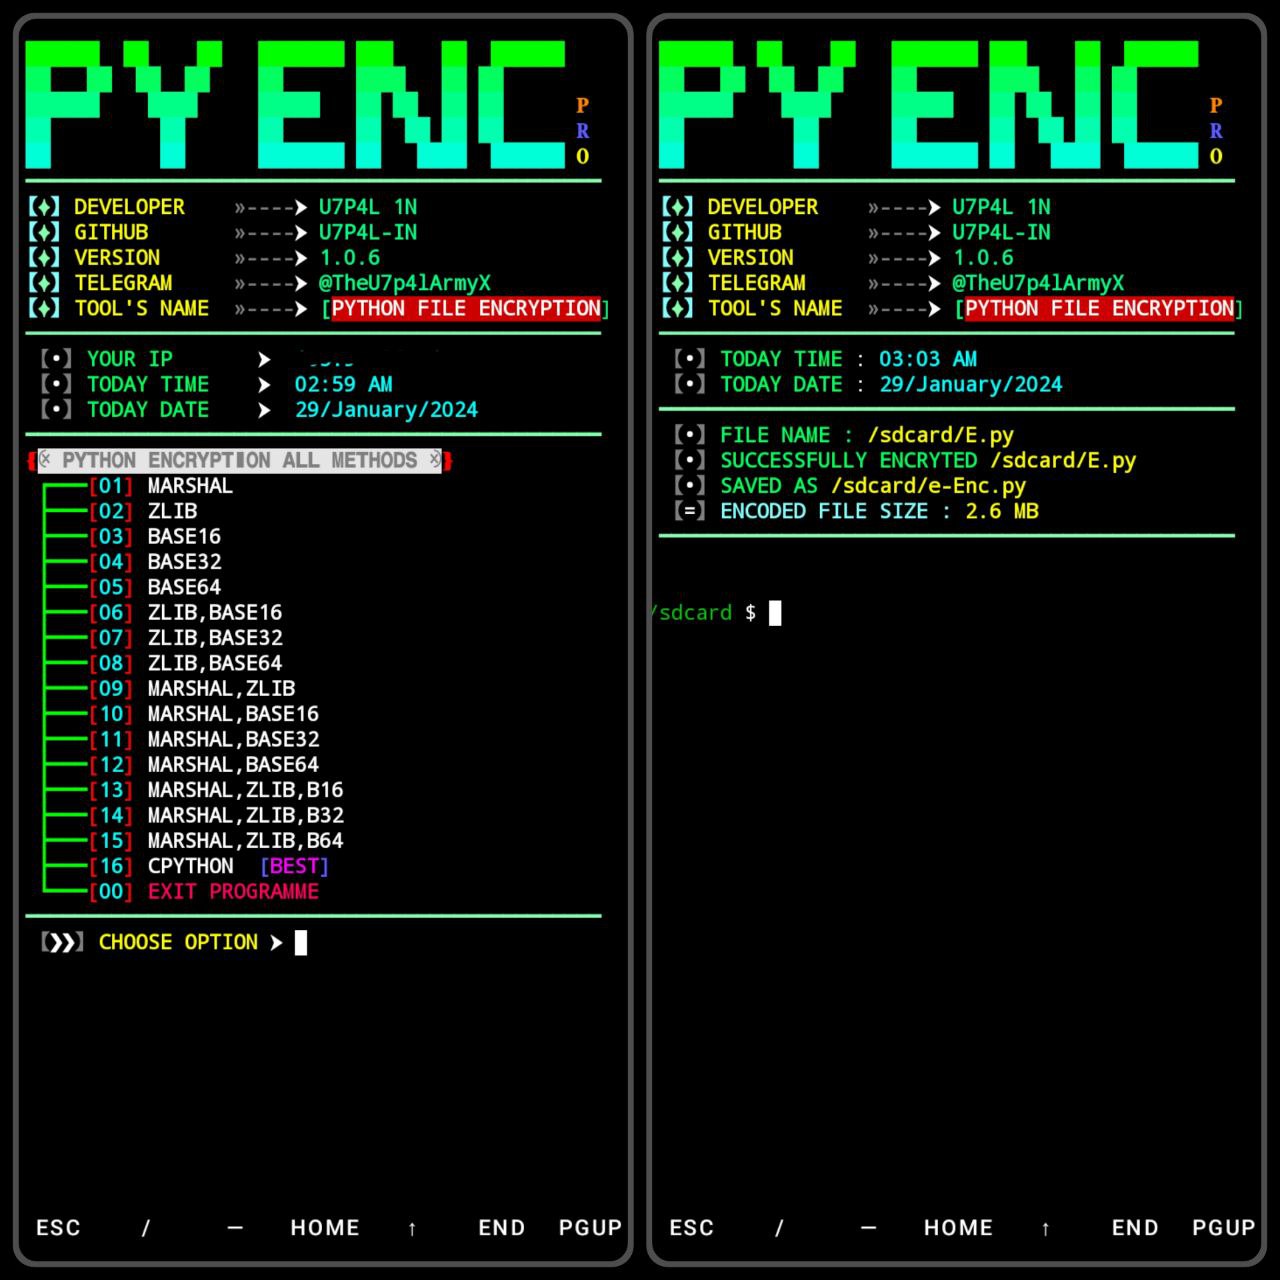 PY ENC
P
R
O
【✦】 DEVELOPER »----➤ U7P4L 1N
【✦】 GITHUB »----➤ U7P4L-IN
【✦】 VERSION »----➤ 1.0.6
【✦】 TELEGRAM »----➤ @TheU7p4lArmyX
【✦】 TOOL'S NAME »----➤ [PYTHON FILE ENCRYPTION]
【•】 YOUR IP ➤
【•】 TODAY TIME ➤ 02:59 AM
【•】 TODAY DATE ➤ 29/January/2024
PYTHON ENCRYPTION ALL METHODS
[01] MARSHAL
[02] ZLIB
[03] BASE16
[04] BASE32
[05] BASE64
[06] ZLIB,BASE16
[07] ZLIB,BASE32
[08] ZLIB,BASE64
[09] MARSHAL,ZLIB
[10] MARSHAL,BASE16
[11] MARSHAL,BASE32
[12] MARSHAL,BASE64
[13] MARSHAL,ZLIB,B16
[14] MARSHAL,ZLIB,B32
[15] MARSHAL,ZLIB,B64
[16] CPYTHON [BEST]
[00] EXIT PROGRAMME
【❯❯】 CHOOSE OPTION ➤
ESC / — HOME ↑ END PGUP
PY ENC
P
R
O
【✦】 DEVELOPER »----➤ U7P4L 1N
【✦】 GITHUB »----➤ U7P4L-IN
【✦】 VERSION »----➤ 1.0.6
【✦】 TELEGRAM »----➤ @TheU7p4lArmyX
【✦】 TOOL'S NAME »----➤ [PYTHON FILE ENCRYPTION]
【•】 TODAY TIME : 03:03 AM
【•】 TODAY DATE : 29/January/2024
【•】 FILE NAME : /sdcard/E.py
【•】 SUCCESSFULLY ENCRYTED /sdcard/E.py
【•】 SAVED AS /sdcard/e-Enc.py
【=】 ENCODED FILE SIZE : 2.6 MB
/sdcard $
ESC / — HOME ↑ END PGUP